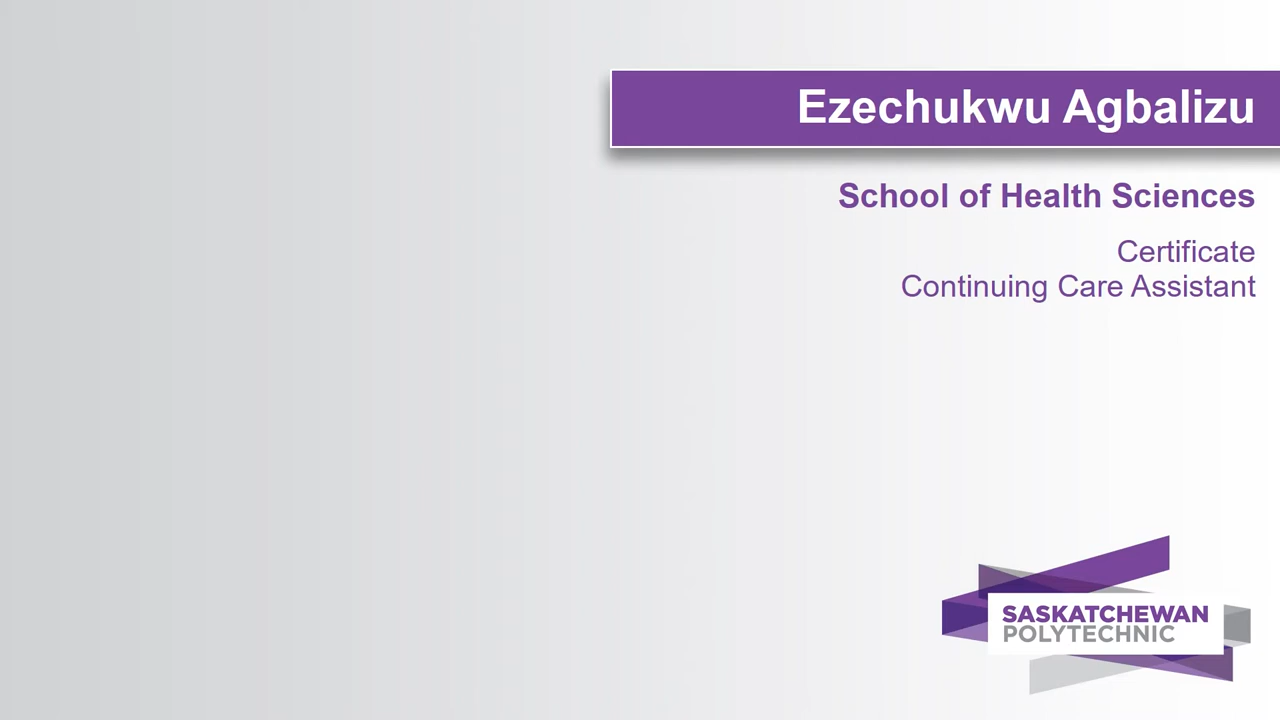 Ezechukwu Agbalizu
School of Health Sciences
Certificate
Continuing Care Assistant
SASKATCHEWAN
POLYTECHNIC